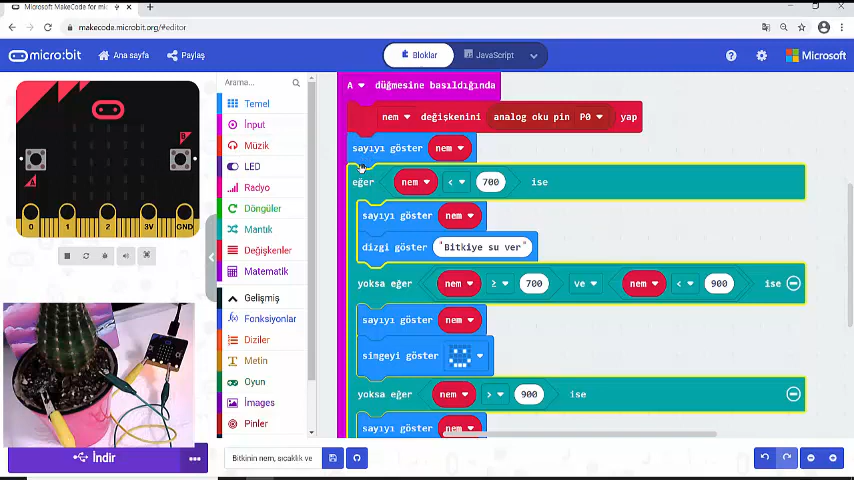 Microsoft MakeCode for micro:bit
makecode.microbit.org/#editor
micro:bit
Ana sayfa
Paylaş
Bloklar
JavaScript
Microsoft
Arama...
Temel
İnput
Müzik
LED
Radyo
Döngüler
Mantık
Değişkenler
Matematik
Gelişmiş
Fonksiyonlar
Diziler
Metin
Oyun
İmages
Pinler
A
B
0 1 2 3V GND
İndir
Bitkinin nem, sıcaklık ve
A düğmesine basıldığında
nem değişkenini analog oku pin P0 yap
sayıyı göster nem
eğer nem < 700 ise
sayıyı göster nem
dizgi göster "Bitkiye su ver"
yoksa eğer nem ≥ 700 ve nem < 900 ise
sayıyı göster nem
simgeyi göster
yoksa eğer nem > 900 ise
sayıyı göster nem